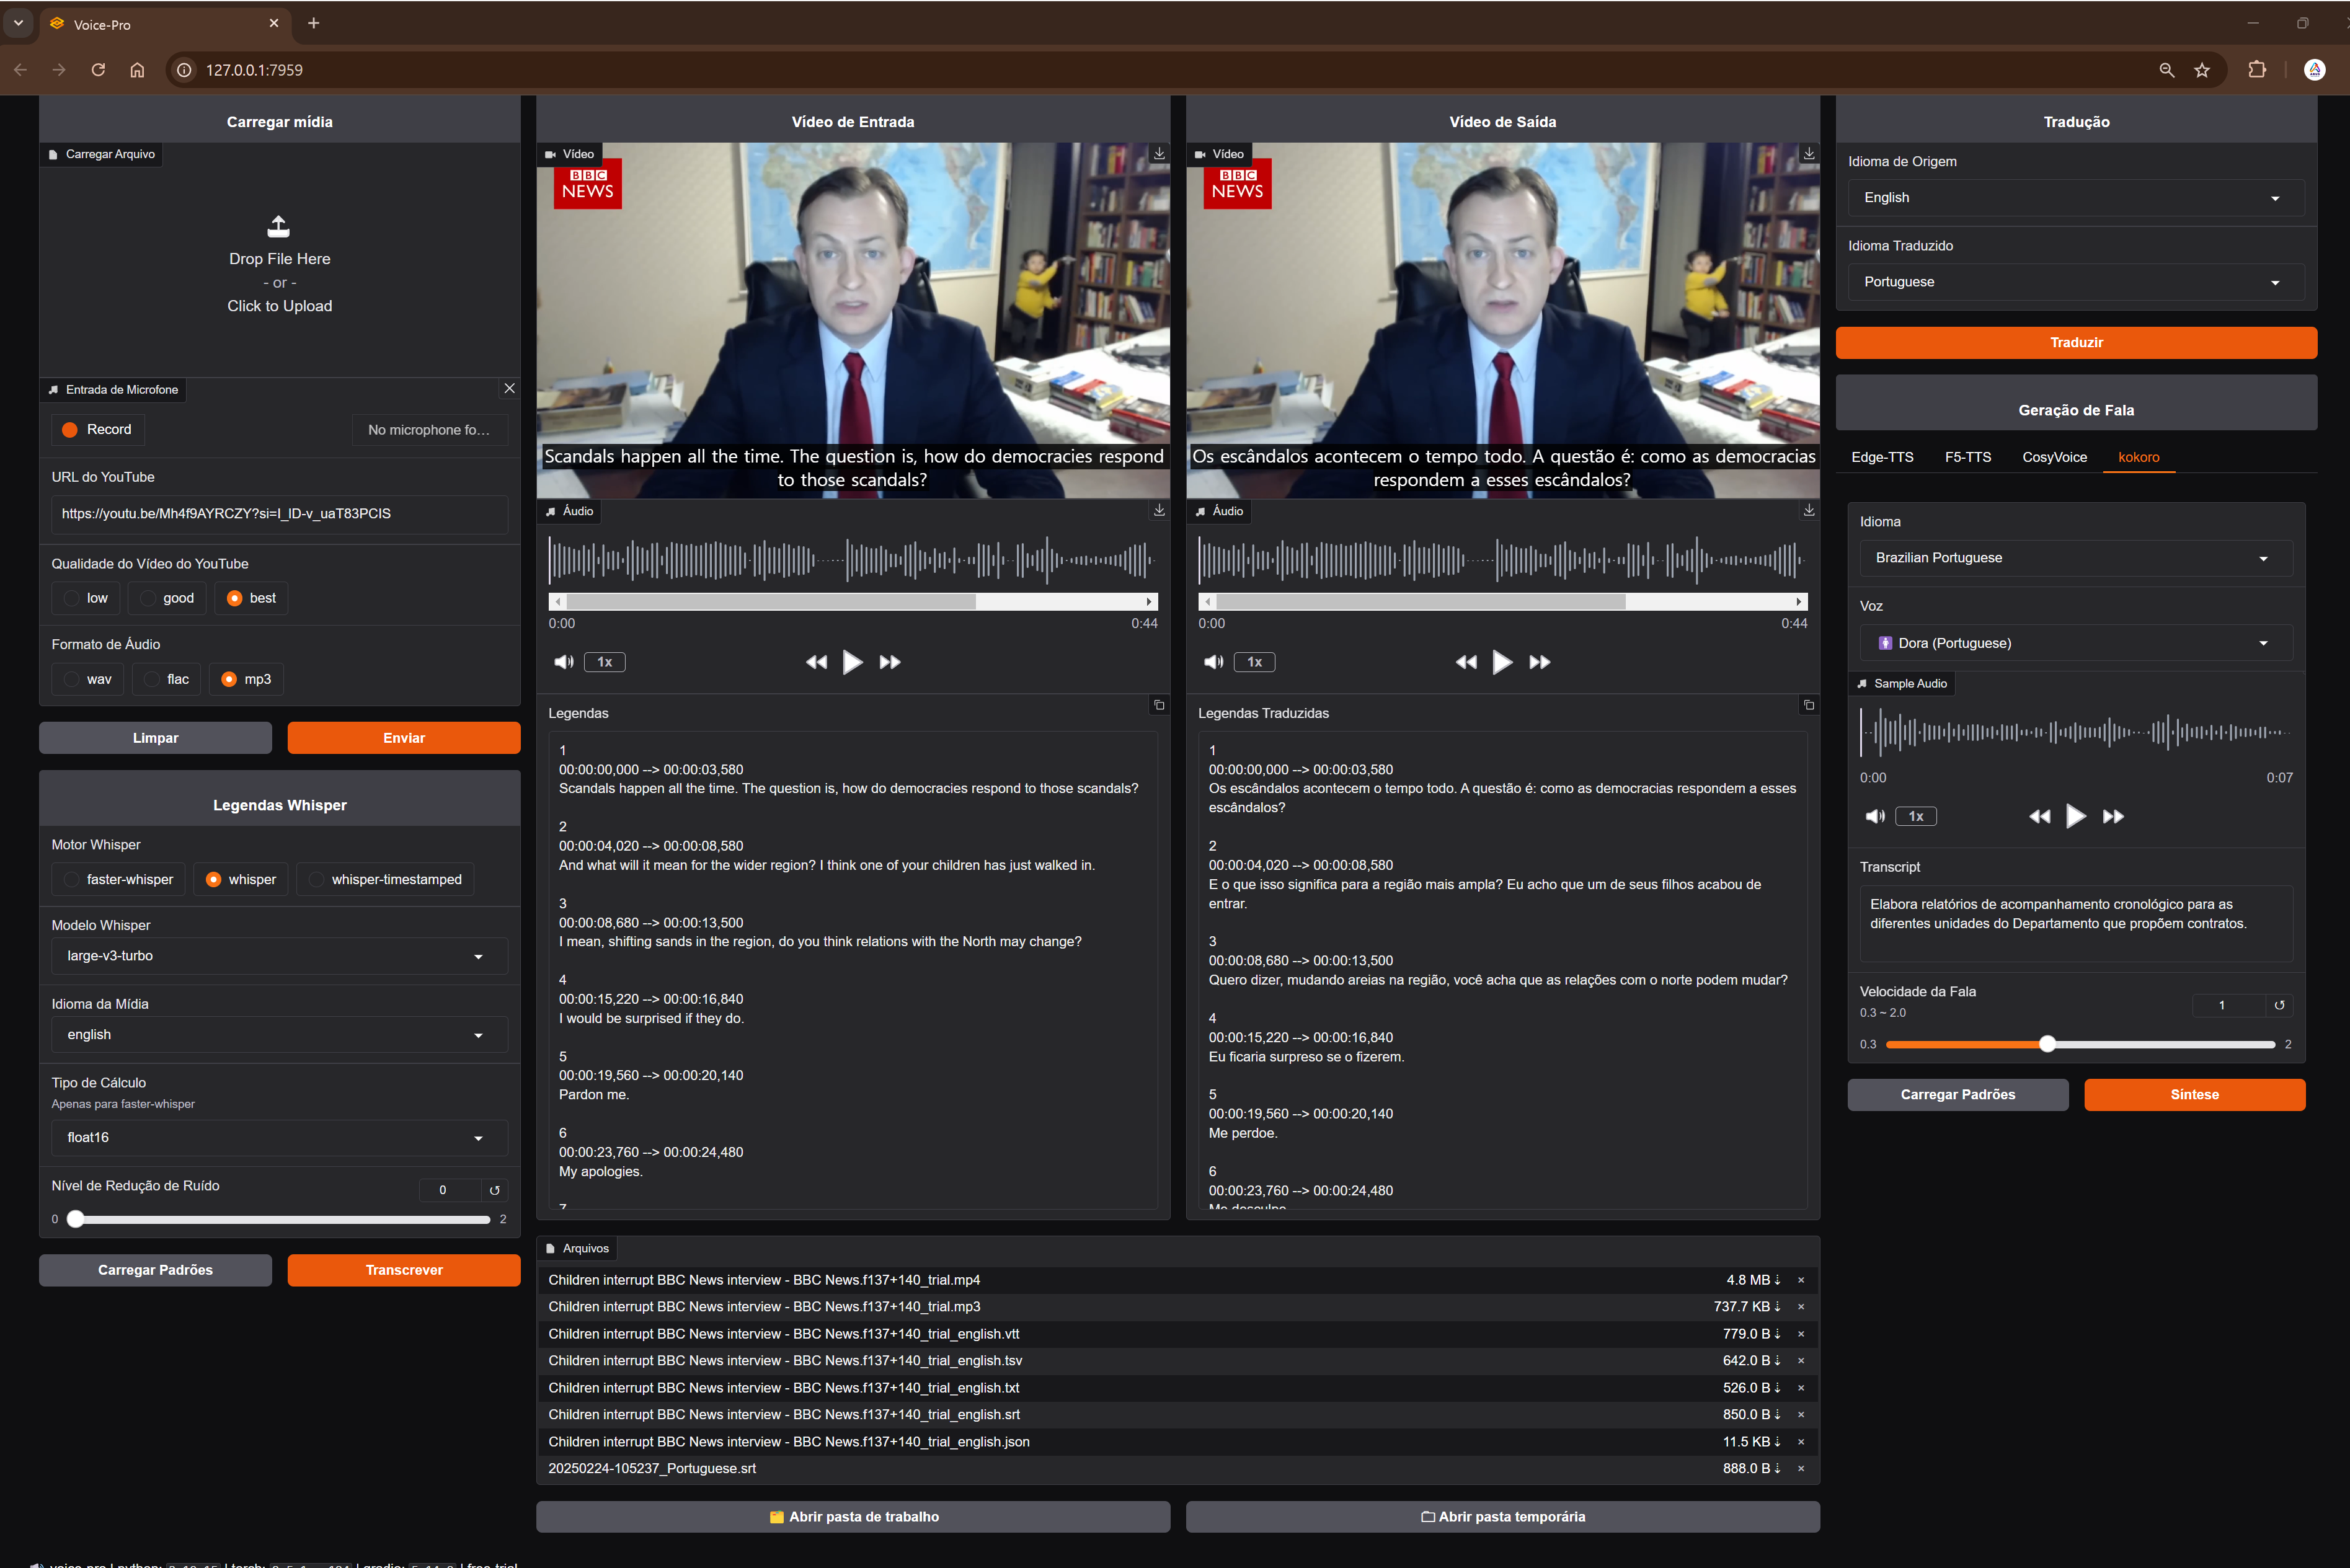 Voice-Pro
127.0.0.1:7959
Carregar mídia
Carregar Arquivo
Drop File Here
- or -
Click to Upload
Entrada de Microfone
Record
No microphone fo...
URL do YouTube
https://youtu.be/Mh4f9AYRCZY?si=I_ID-v_uaT83PCIS
Qualidade do Vídeo do YouTube
low
good
best
Formato de Áudio
wav
flac
mp3
Limpar
Enviar
Legendas Whisper
Motor Whisper
faster-whisper
whisper
whisper-timestamped
Modelo Whisper
large-v3-turbo
Idioma da Mídia
english
Tipo de Cálculo
Apenas para faster-whisper
float16
Nível de Redução de Ruído
0
0
2
Carregar Padrões
Transcrever
Vídeo de Entrada
Vídeo
BBC
NEWS
Scandals happen all the time. The question is, how do democracies respond
to those scandals?
Áudio
0:00
0:44
1x
Legendas
1
00:00:00,000 --> 00:00:03,580
Scandals happen all the time. The question is, how do democracies respond to those scandals?
2
00:00:04,020 --> 00:00:08,580
And what will it mean for the wider region? I think one of your children has just walked in.
3
00:00:08,680 --> 00:00:13,500
I mean, shifting sands in the region, do you think relations with the North may change?
4
00:00:15,220 --> 00:00:16,840
I would be surprised if they do.
5
00:00:19,560 --> 00:00:20,140
Pardon me.
6
00:00:23,760 --> 00:00:24,480
My apologies.
7
Vídeo de Saída
Vídeo
BBC
NEWS
Os escândalos acontecem o tempo todo. A questão é: como as democracias
respondem a esses escândalos?
Áudio
0:00
0:44
1x
Legendas Traduzidas
1
00:00:00,000 --> 00:00:03,580
Os escândalos acontecem o tempo todo. A questão é: como as democracias respondem a esses
escândalos?
2
00:00:04,020 --> 00:00:08,580
E o que isso significa para a região mais ampla? Eu acho que um de seus filhos acabou de
entrar.
3
00:00:08,680 --> 00:00:13,500
Quero dizer, mudando areias na região, você acha que as relações com o norte podem mudar?
4
00:00:15,220 --> 00:00:16,840
Eu ficaria surpreso se o fizerem.
5
00:00:19,560 --> 00:00:20,140
Me perdoe.
6
00:00:23,760 --> 00:00:24,480
Me desculpe
Arquivos
Children interrupt BBC News interview - BBC News.f137+140_trial.mp4 4.8 MB⇣ ×
Children interrupt BBC News interview - BBC News.f137+140_trial.mp3 737.7 KB⇣ ×
Children interrupt BBC News interview - BBC News.f137+140_trial_english.vtt 779.0 B⇣ ×
Children interrupt BBC News interview - BBC News.f137+140_trial_english.tsv 642.0 B⇣ ×
Children interrupt BBC News interview - BBC News.f137+140_trial_english.txt 526.0 B⇣ ×
Children interrupt BBC News interview - BBC News.f137+140_trial_english.srt 850.0 B⇣ ×
Children interrupt BBC News interview - BBC News.f137+140_trial_english.json 11.5 KB⇣ ×
20250224-105237_Portuguese.srt 888.0 B⇣ ×
Abrir pasta de trabalho
Abrir pasta temporária
Tradução
Idioma de Origem
English
Idioma Traduzido
Portuguese
Traduzir
Geração de Fala
Edge-TTS
F5-TTS
CosyVoice
kokoro
Idioma
Brazilian Portuguese
Voz
Dora (Portuguese)
Sample Audio
0:00
0:07
1x
Transcript
Elabora relatórios de acompanhamento cronológico para as
diferentes unidades do Departamento que propõem contratos.
Velocidade da Fala
0.3 ~ 2.0
1
0.3
2
Carregar Padrões
Síntese
voice-pro | python: | torch: | gradio: | free trial